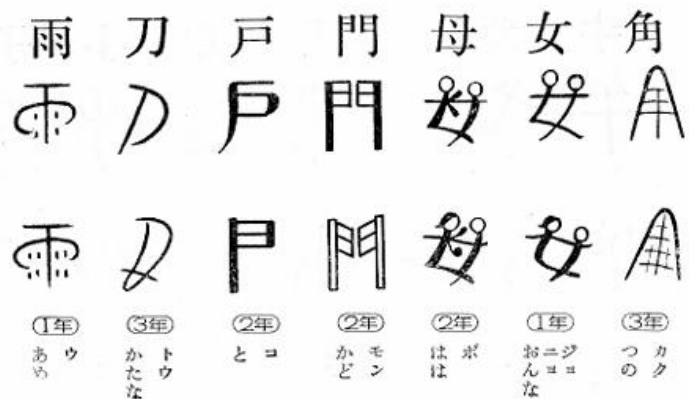 角
3年
カク
つの
女
1年
ジョ
ニョ
おんな
母
2年
ボ
はは
門
2年
モン
かど
戸
2年
コ
と
刀
3年
トウ
かたな
雨
1年
ウ
あめ